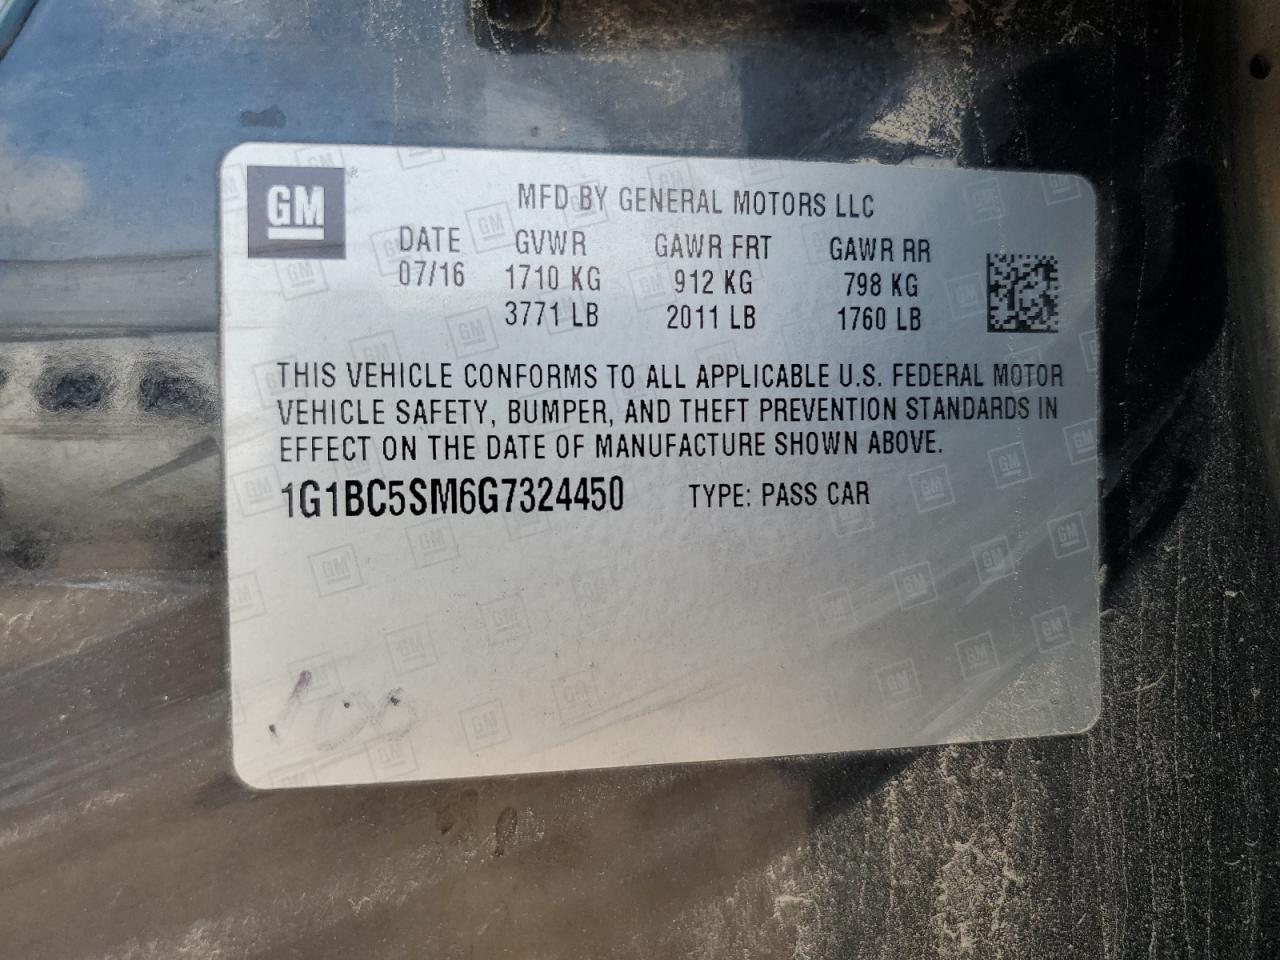 GM
MFD BY GENERAL MOTORS LLC
DATE GVWR GAWR FRT GAWR RR
07/16 1710 KG 912 KG 798 KG
3771 LB 2011 LB 1760 LB
THIS VEHICLE CONFORMS TO ALL APPLICABLE U.S. FEDERAL MOTOR
VEHICLE SAFETY, BUMPER, AND THEFT PREVENTION STANDARDS IN
EFFECT ON THE DATE OF MANUFACTURE SHOWN ABOVE.
1G1BC5SM6G7324450 TYPE: PASS CAR